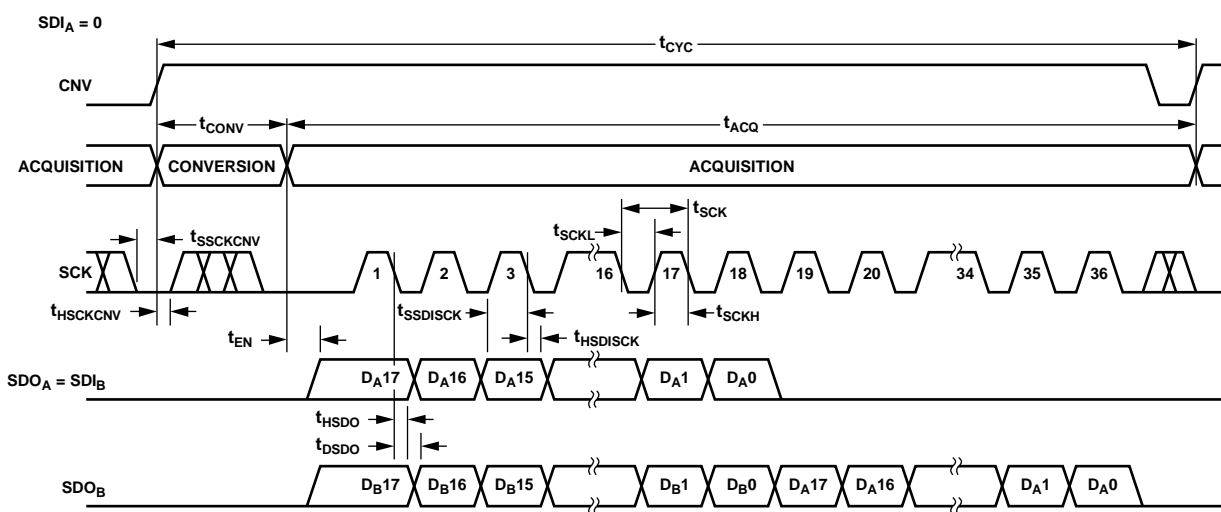 SDIA = 0
tCYC
CNV
tCONV
tACQ
ACQUISITION CONVERSION ACQUISITION
tSCK
tSCKL
tSSCKCNV
SCK
1 2 3 16 17 18 19 20 34 35 36
tHSCKCNV
tSSDISCK
tSCKH
tEN
tHSDISCK
SDOA = SDIB
DA17 DA16 DA15 DA1 DA0
tHSDO
tDSDO
SDOB
DB17 DB16 DB15 DB1 DB0 DA17 DA16 DA1 DA0